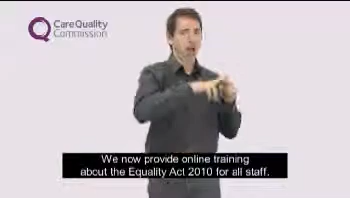 CareQuality
Commission
We now provide online training
about the Equality Act 2010 for all staff.